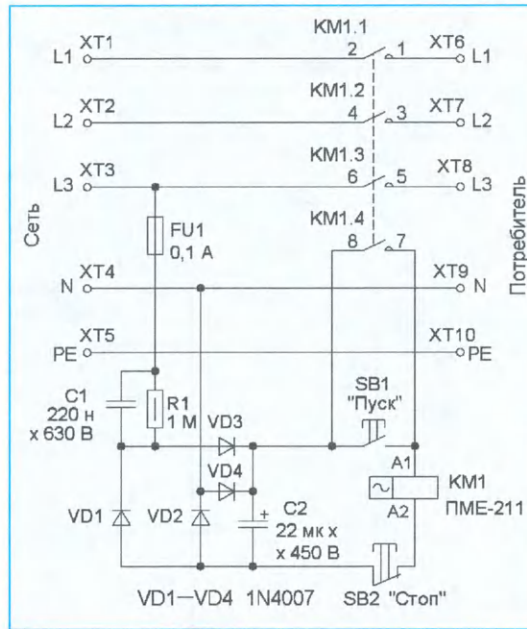 KM1.1
XT1
2
1
XT6
L1
L1
KM1.2
XT2
4
3
XT7
L2
L2
KM1.3
XT3
6
5
XT8
L3
L3
KM1.4
FU1
0,1 А
8
7
Сеть
Потребитель
XT4
XT9
N
N
XT5
XT10
PE
PE
C1
220 н
х 630 В
R1
1 М
VD3
VD4
SB1
"Пуск"
A1
KM1
A2
ПМЕ-211
VD1
VD2
C2
+
22 мк х
х 450 В
VD1—VD4 1N4007
SB2 "Стоп"